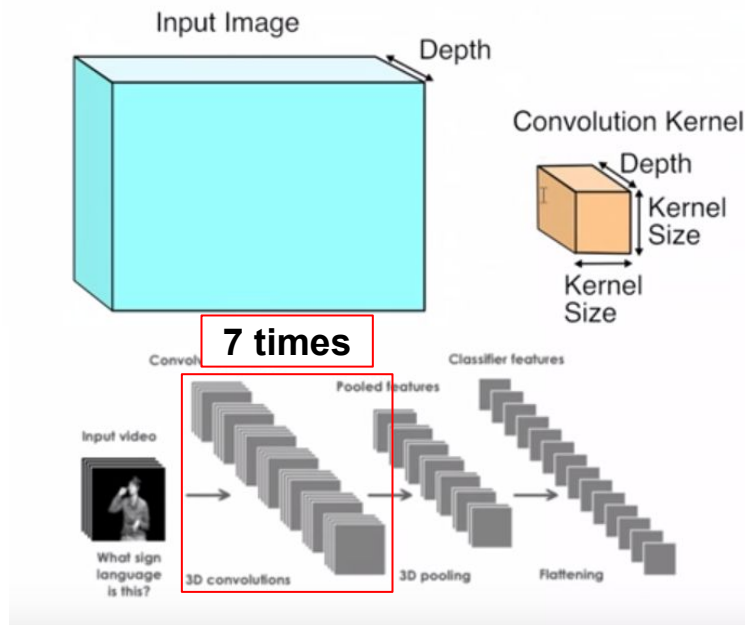 Input Image
Depth
Convolution Kernel
Depth
Kernel
Size
Kernel
Size
7 times
Classifier features
Pooled features
Input video
What sign
language
is this?
3D convolutions
3D pooling
Flattening